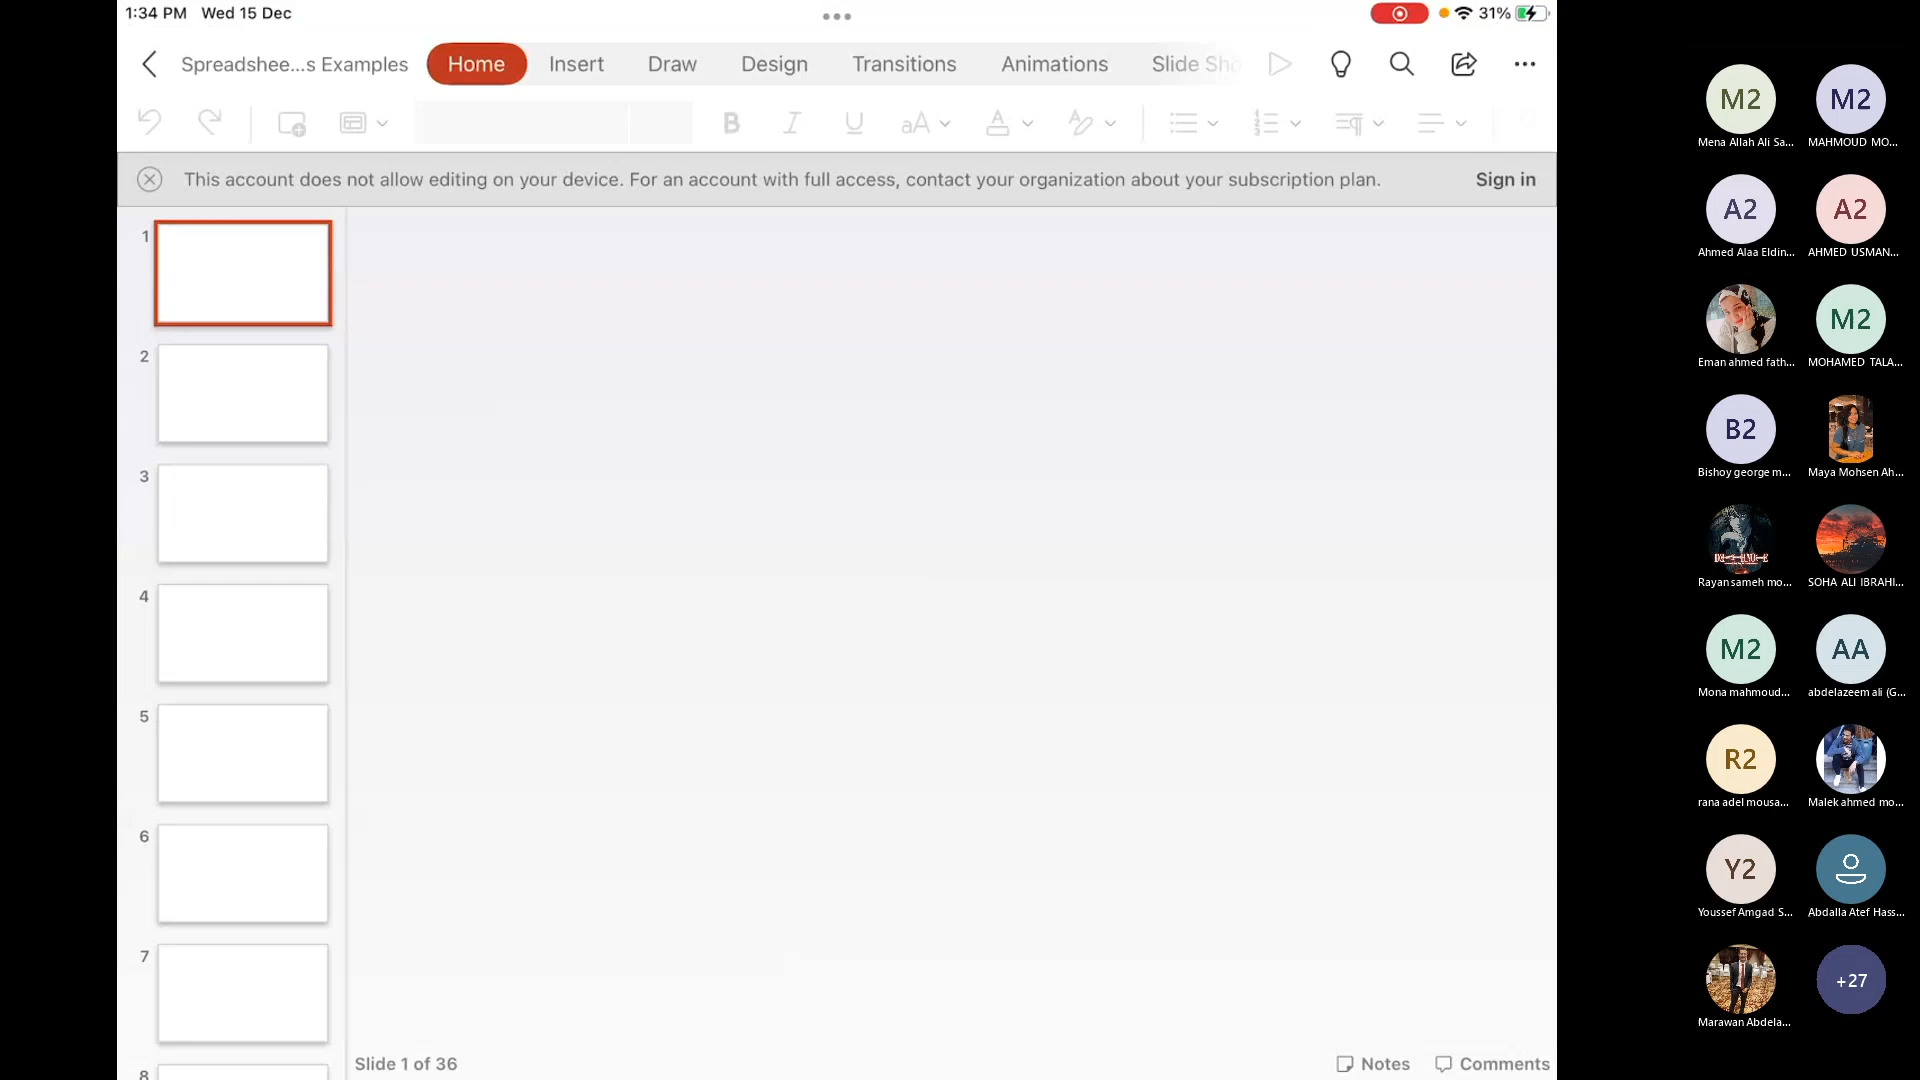 1:34 PM Wed 15 Dec
31%
Spreadshee...s Examples
Home
Insert
Draw
Design
Transitions
Animations
Slide Sho
B I U aA A
This account does not allow editing on your device. For an account with full access, contact your organization about your subscription plan.
Sign in
1
2
3
4
5
6
7
8
Slide 1 of 36
Notes
Comments
M2
M2
Mena Allah Ali Sa...
MAHMOUD MO...
A2
A2
Ahmed Alaa Eldin...
AHMED USMAN...
M2
Eman ahmed fath...
MOHAMED TALA...
B2
Bishoy george m...
Maya Mohsen Ah...
Rayan sameh mo...
SOHA ALI IBRAHI...
M2
AA
Mona mahmoud...
abdelazeem ali (G...
R2
rana adel mousa...
Malek ahmed mo...
Y2
Youssef Amgad S...
Abdalla Atef Hass...
+27
Marawan Abdela...